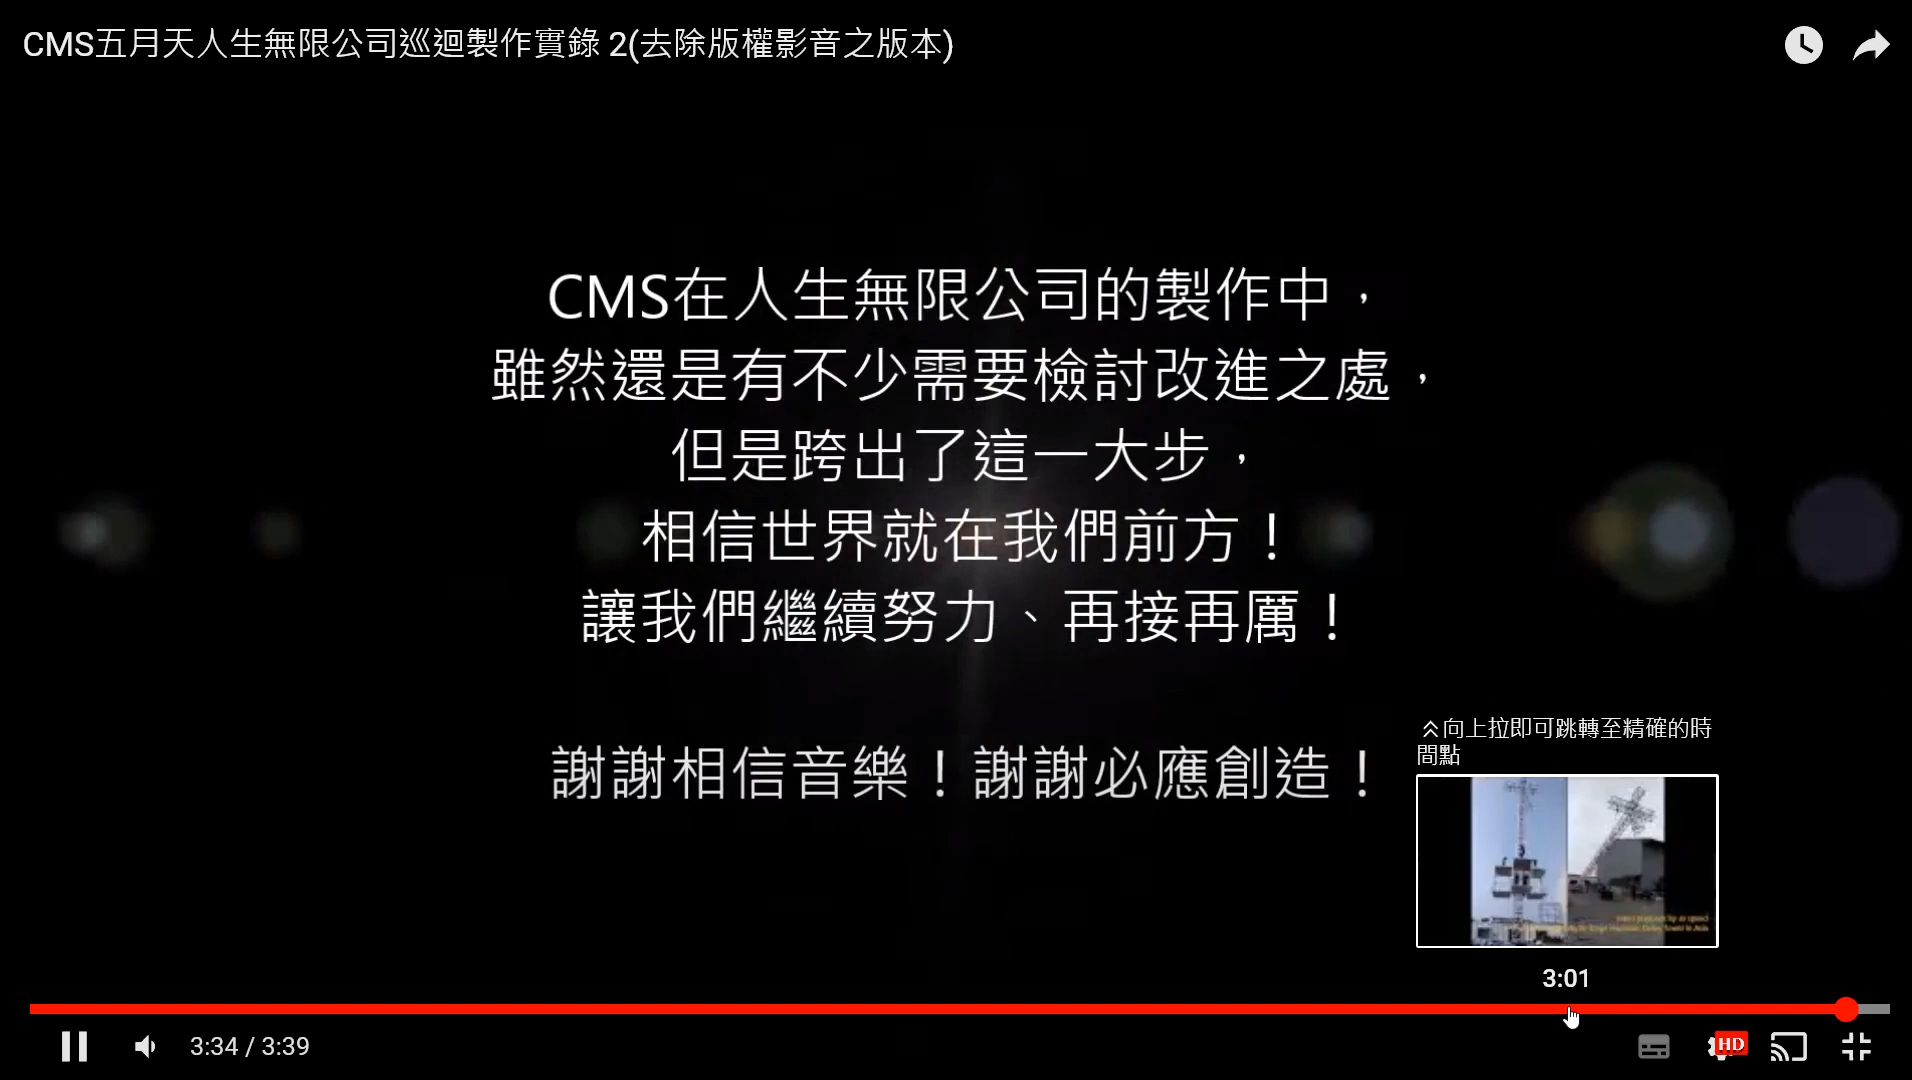 CMS五月天人生無限公司巡迴製作實錄 2(去除版權影音之版本)
CMS在人生無限公司的製作中，
雖然還是有不少需要檢討改進之處，
但是跨出了這一大步，
相信世界就在我們前方！
讓我們繼續努力、再接再厲！
謝謝相信音樂！謝謝必應創造！
向上拉即可跳轉至精確的時
間點
3:01
3:34 / 3:39
HD